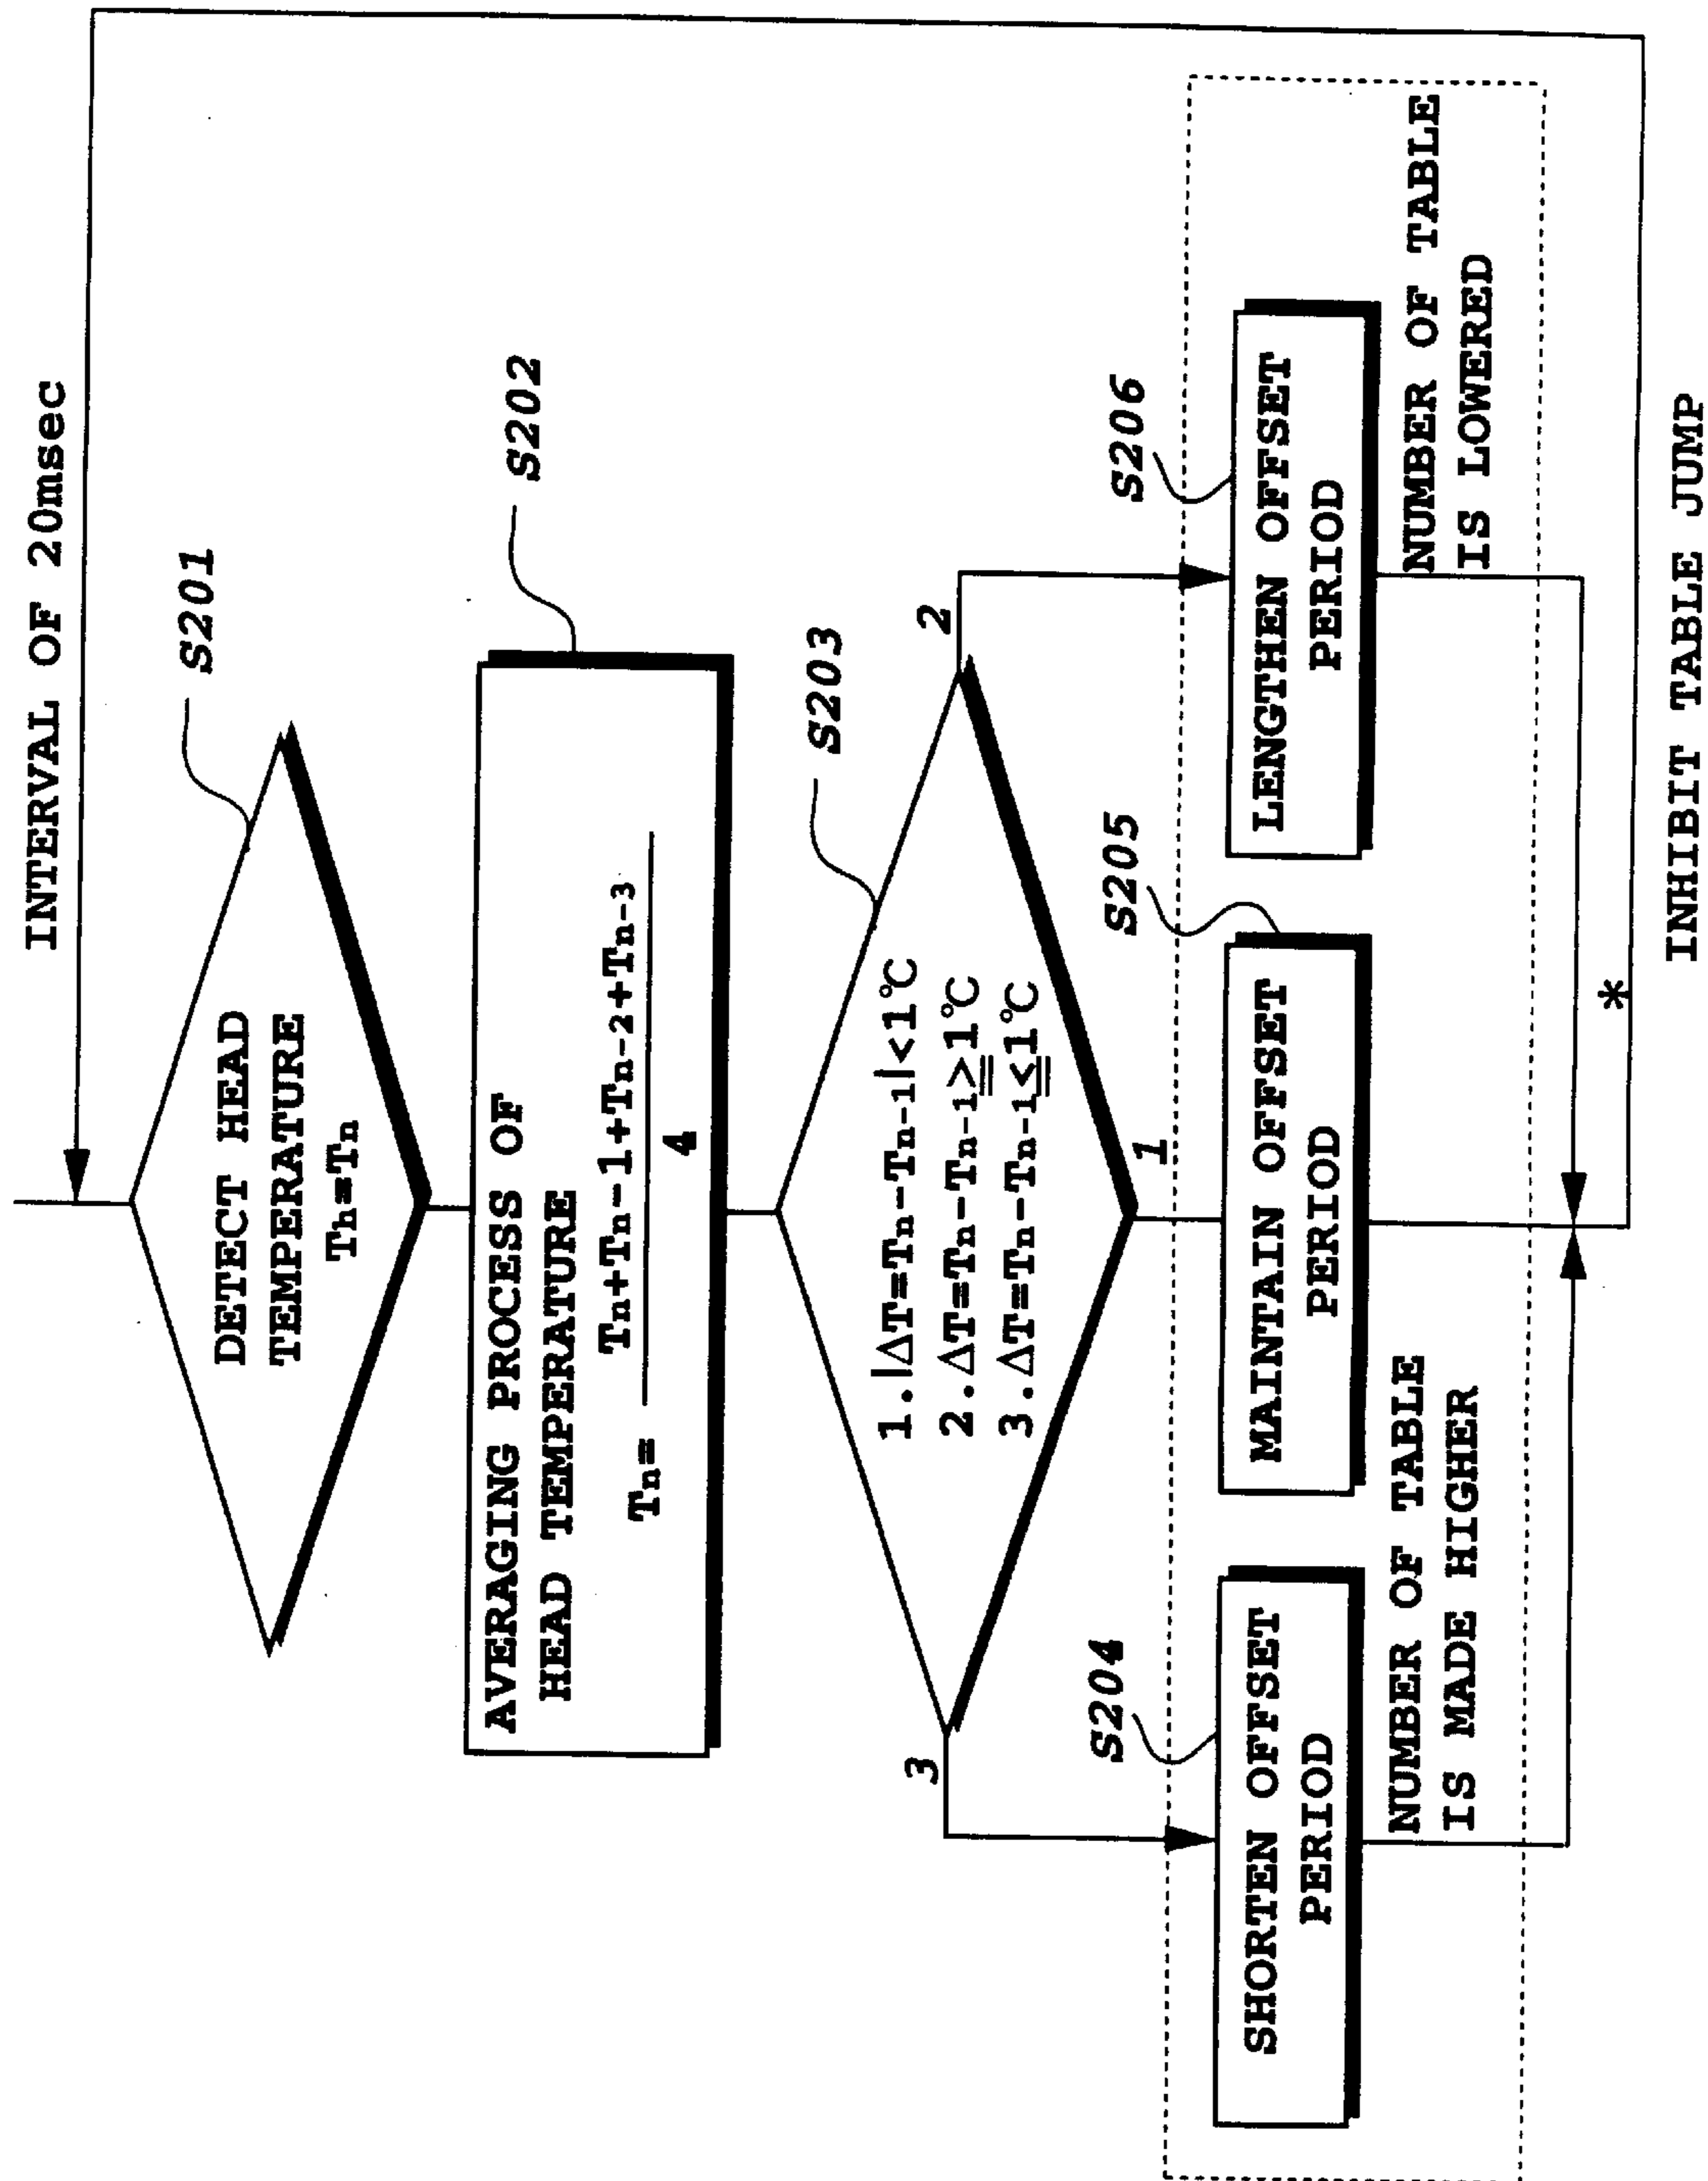 INTERVAL OF 20msec
S201
DETECT HEAD
TEMPERATURE
Th=Tn
S202
AVERAGING PROCESS OF
HEAD TEMPERATURE
Tn= Tn+Tn-1+Tn-2+Tn-3
4
S203
1.|ΔT=Tn-Tn-1|<1℃
2.ΔT=Tn-Tn-1≧1℃
3.ΔT=Tn-Tn-1≦1℃
3
1
2
S204
SHORTEN OFFSET
PERIOD
NUMBER OF TABLE
IS MADE HIGHER
S205
MAINTAIN OFFSET
PERIOD
S206
LENGTHEN OFFSET
PERIOD
NUMBER OF TABLE
IS LOWERED
*
INHIBIT TABLE JUMP